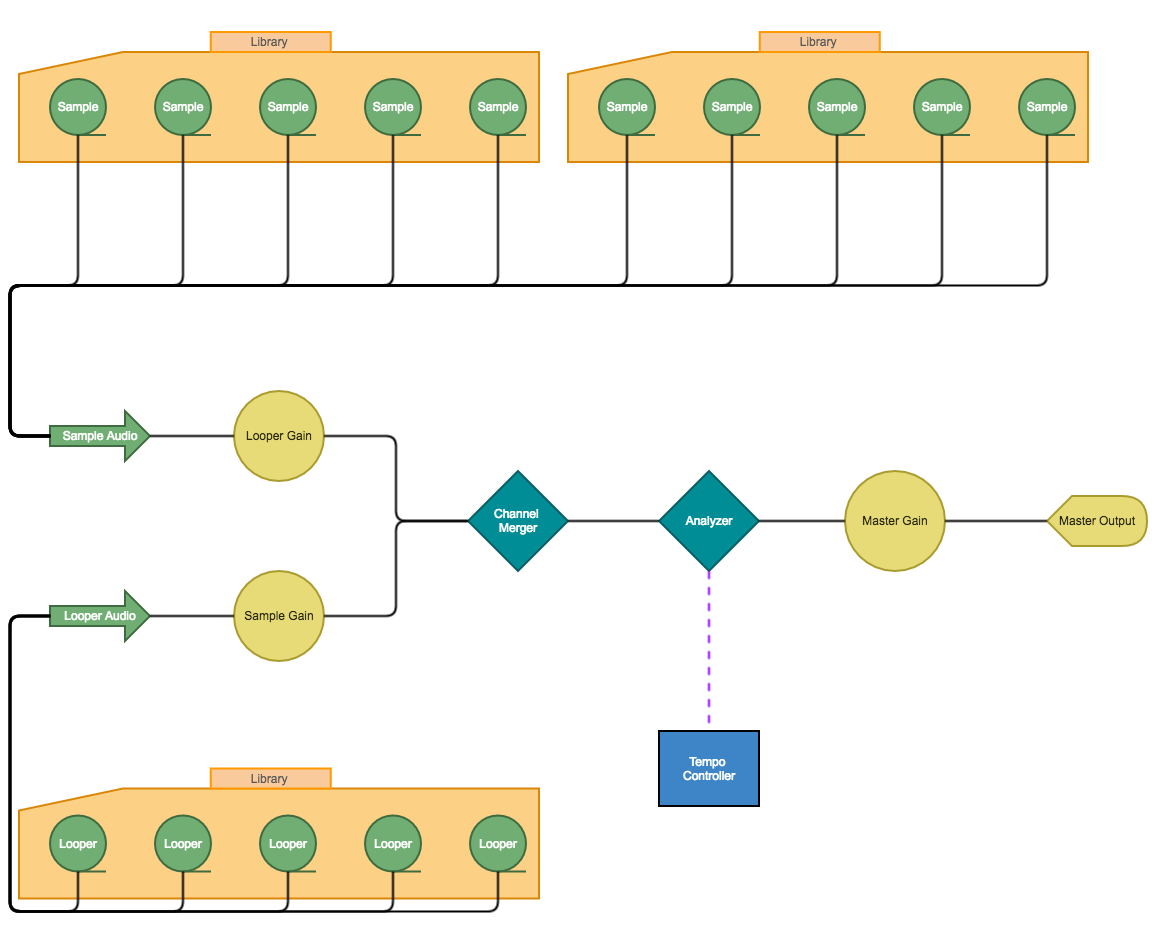 Library
Library
Sample
Sample
Sample
Sample
Sample
Sample
Sample
Sample
Sample
Sample
Sample Audio
Looper Gain
Channel
Merger
Analyzer
Master Gain
Master Output
Looper Audio
Sample Gain
Tempo
Controller
Library
Looper
Looper
Looper
Looper
Looper